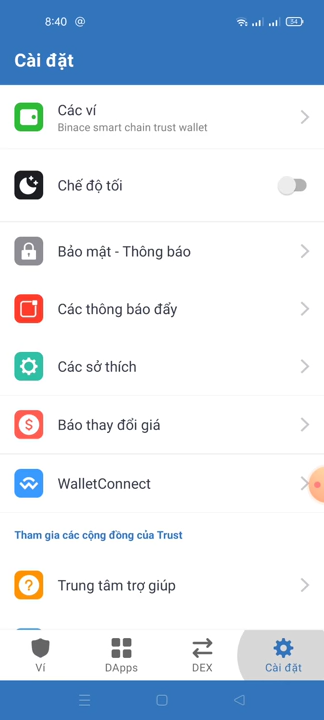 8:40 @ 54
Cài đặt
Các ví
Binace smart chain trust wallet
Chế độ tối
Bảo mật - Thông báo
Các thông báo đẩy
Các sở thích
Báo thay đổi giá
WalletConnect
Tham gia các cộng đồng của Trust
Trung tâm trợ giúp
Ví DApps DEX Cài đặt